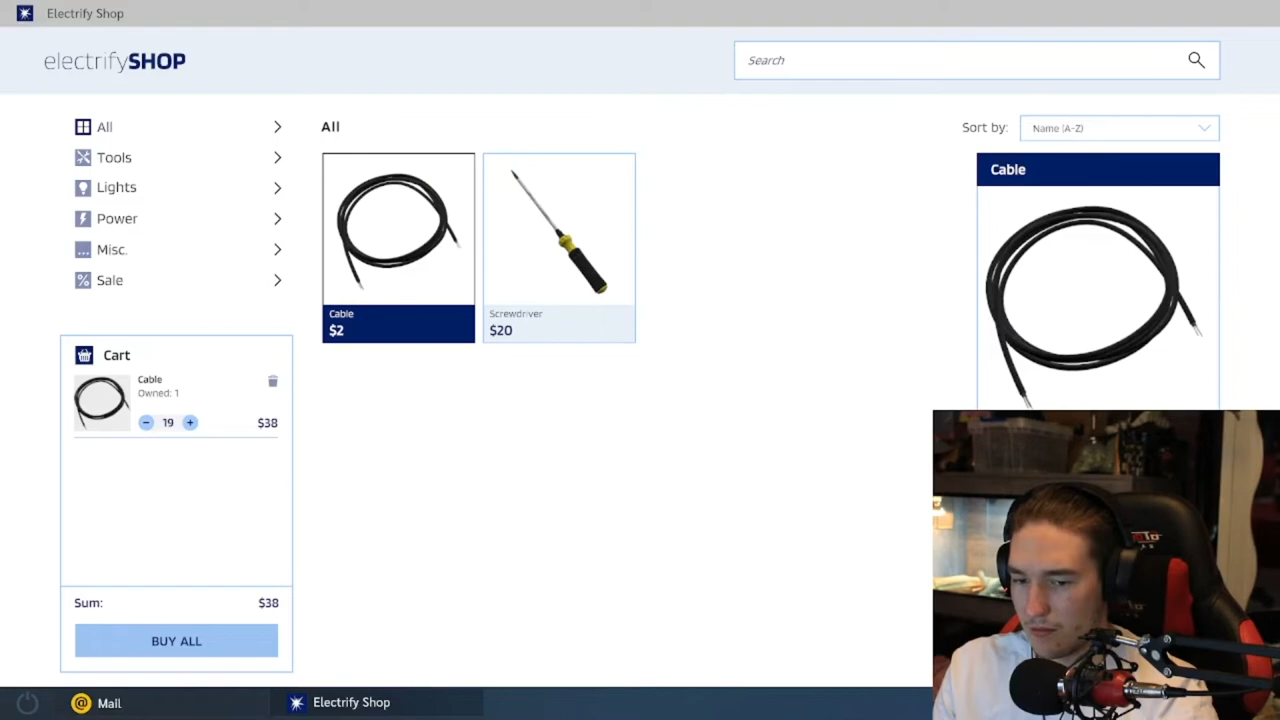 Electrify Shop
electrifySHOP
Search
All
Tools
Lights
Power
Misc.
Sale
All
Sort by:
Name (A-Z)
Cable
$2
Screwdriver
$20
Cable
Cart
Cable
Owned: 1
19
$38
Sum:
$38
BUY ALL
Mail
Electrify Shop